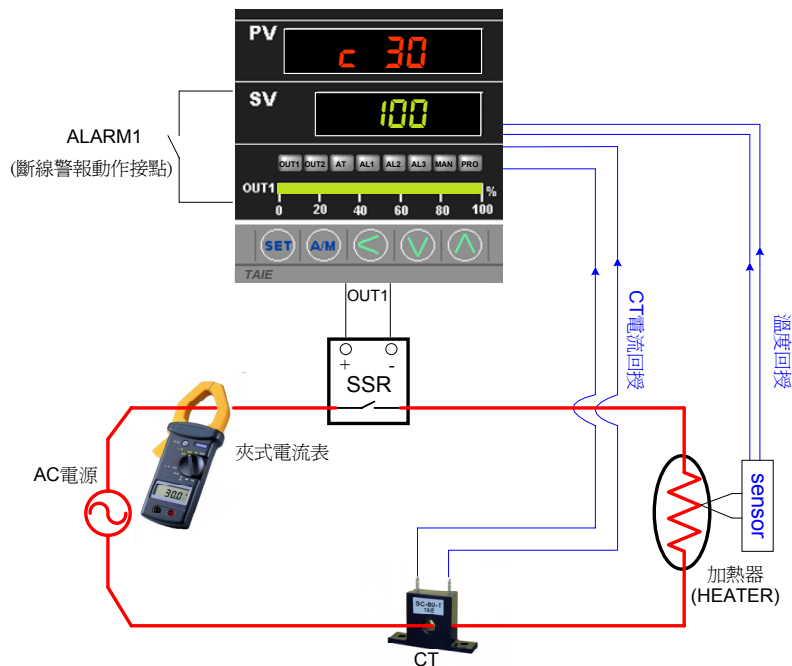 PV
c 30
SV
100
ALARM1
(斷線警報動作接點)
OUT1 OUT2 AT AL1 AL2 AL3 MAN PRO
OUT1
%
0 20 40 60 80 100
SET A/M
TAIE
OUT1
+ -
SSR
CT電流回授
溫度回授
夾式電流表
AC電源
30.0
sensor
加熱器
(HEATER)
SC-80-T
TAIE
CT